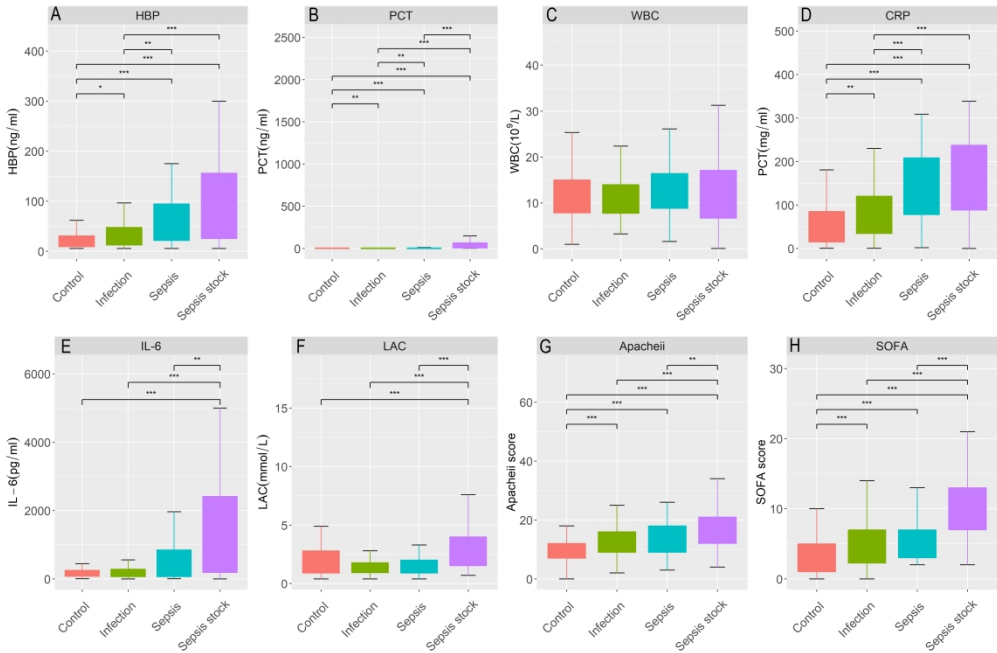 A HBP
HBP(ng/ml)
400
300
200
100
0
***
**
***
***
*
Control Infection Sepsis Sepsis stock
B PCT
PCT(ng/ml)
2500
2000
1500
1000
500
0
***
***
**
***
***
**
Control Infection Sepsis Sepsis stock
C WBC
WBC(10⁹/L)
40
30
20
10
0
Control Infection Sepsis Sepsis stock
D CRP
PCT(mg/ml)
500
400
300
200
100
0
***
***
***
***
**
Control Infection Sepsis Sepsis stock
E IL-6
IL−6(pg/ml)
6000
4000
2000
0
**
***
***
Control Infection Sepsis Sepsis stock
F LAC
LAC(mmol/L)
15
10
5
0
***
***
***
Control Infection Sepsis Sepsis stock
G Apacheii
Apacheii score
60
40
20
0
**
***
***
***
***
Control Infection Sepsis Sepsis stock
H SOFA
SOFA score
30
20
10
0
***
***
***
***
***
Control Infection Sepsis Sepsis stock